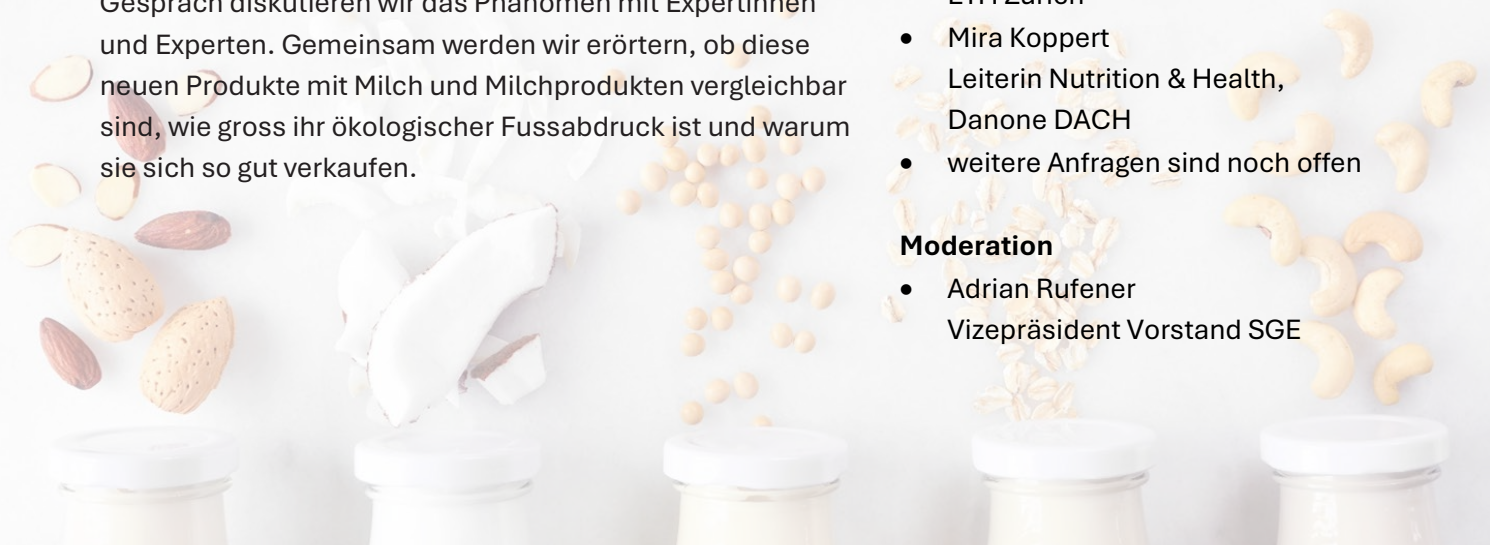 Gespräch diskutieren wir das Phänomen mit Expertinnen
und Experten. Gemeinsam werden wir erörtern, ob diese
neuen Produkte mit Milch und Milchprodukten vergleichbar
sind, wie gross ihr ökologischer Fussabdruck ist und warum
sie sich so gut verkaufen.
ETH Zürich
• Mira Koppert
Leiterin Nutrition & Health,
Danone DACH
• weitere Anfragen sind noch offen
Moderation
• Adrian Rufener
Vizepräsident Vorstand SGE